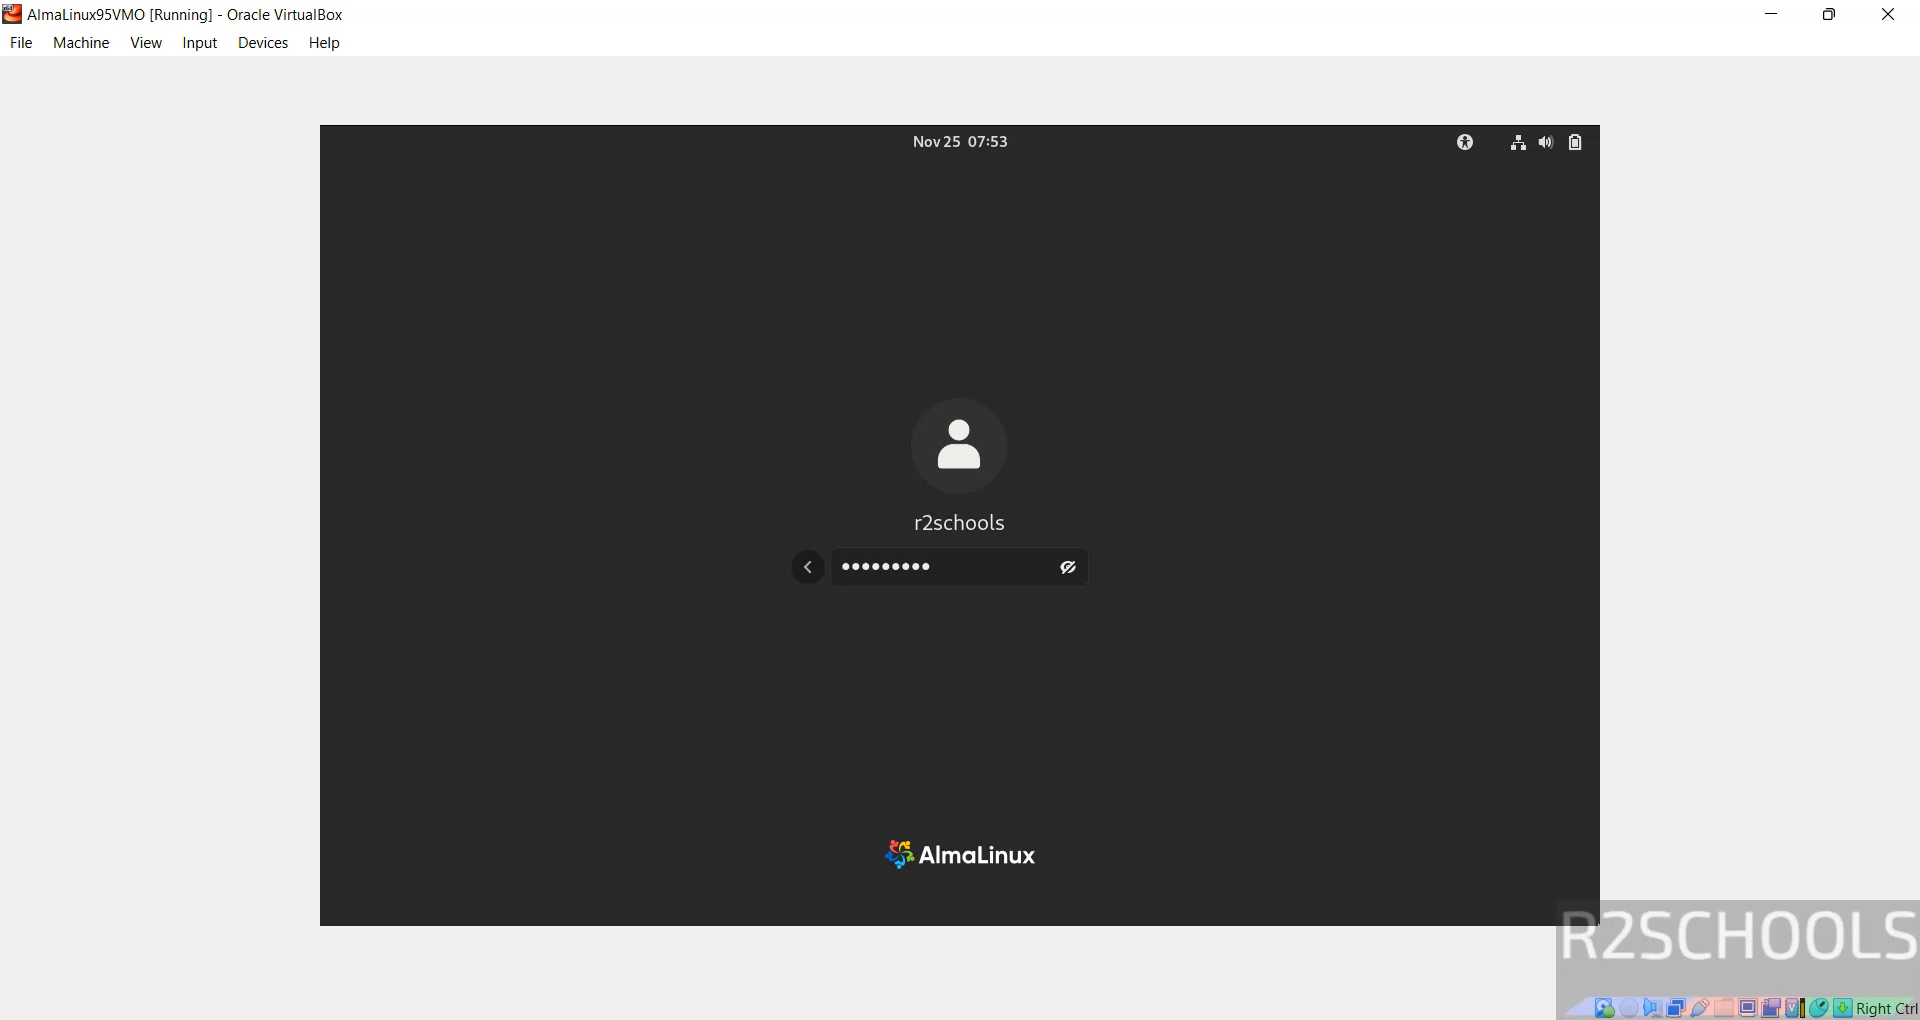 AlmaLinux95VMO [Running] - Oracle VirtualBox
File Machine View Input Devices Help
Nov 25 07:53
r2schools
•••••••••
AlmaLinux
R2SCHOOLS
Right Ctrl